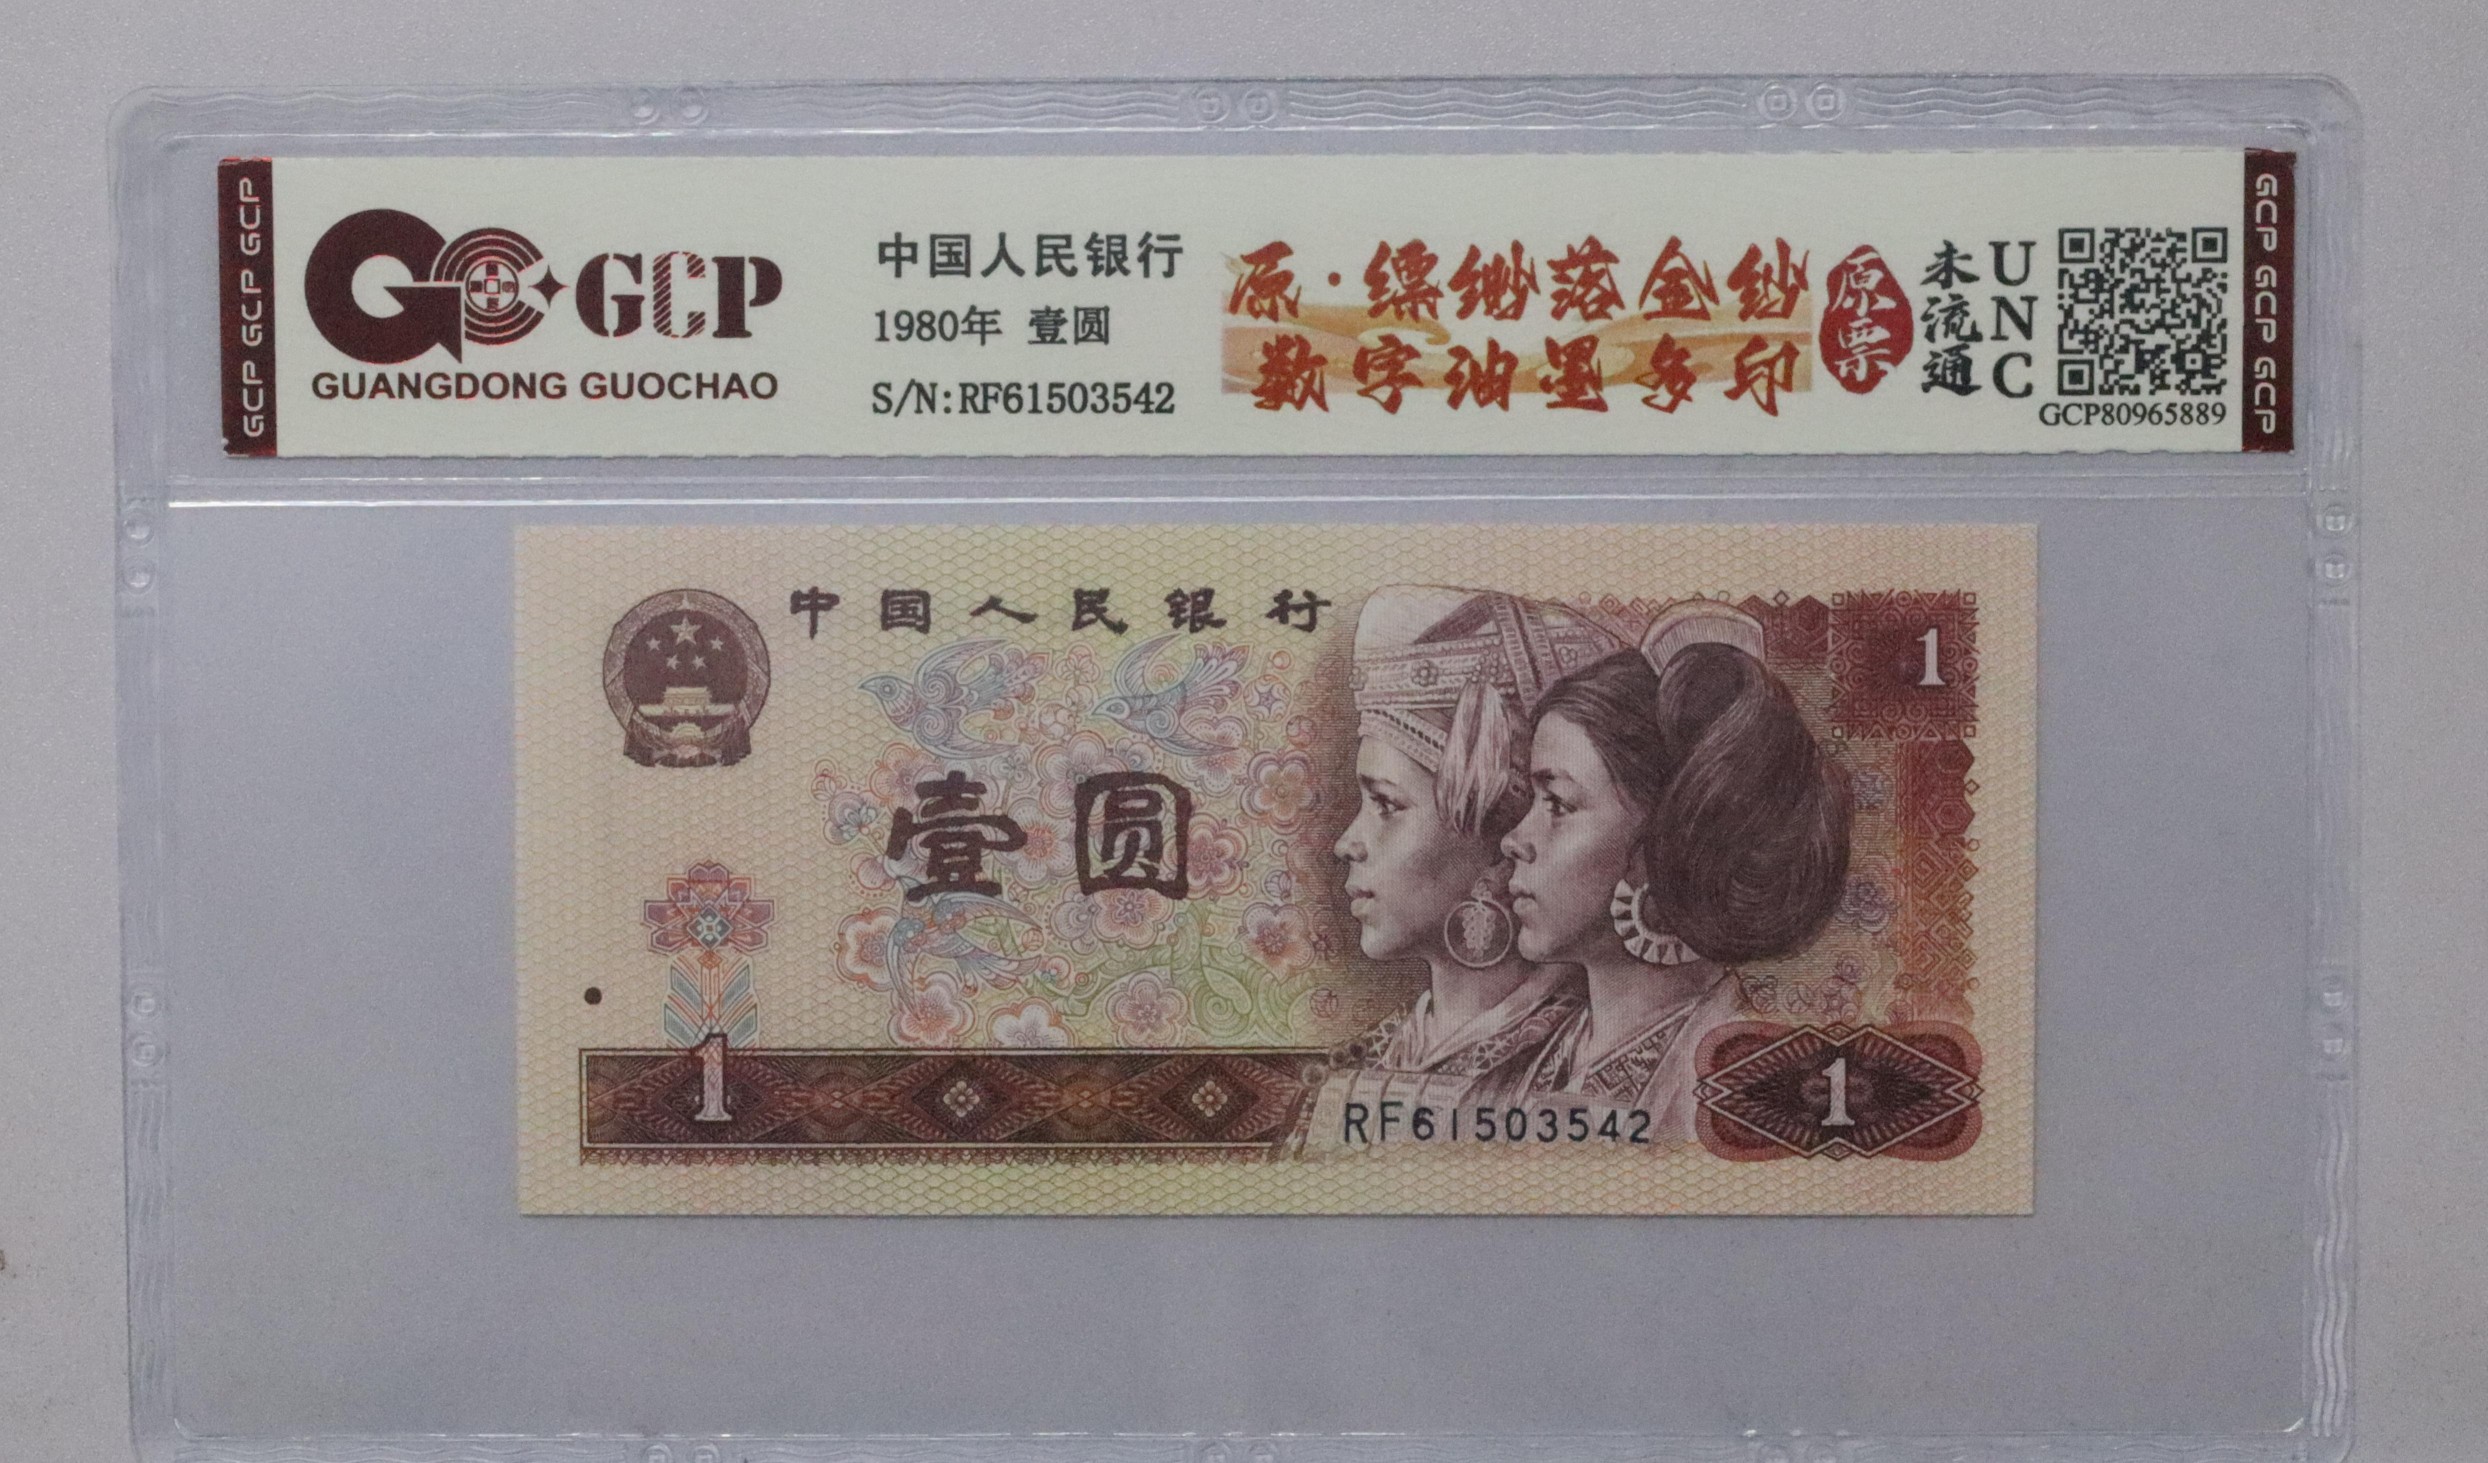 GCP GCP GCP
GCP
GUANGDONG GUOCHAO
中国人民银行
1980年 壹圆
S/N:RF61503542
原·缥缈落金纱
数字油墨多印
原票
未流通
UNC
GCP80965889
GCP GCP GCP
中国人民银行
1
壹圆
1
RF61503542
1